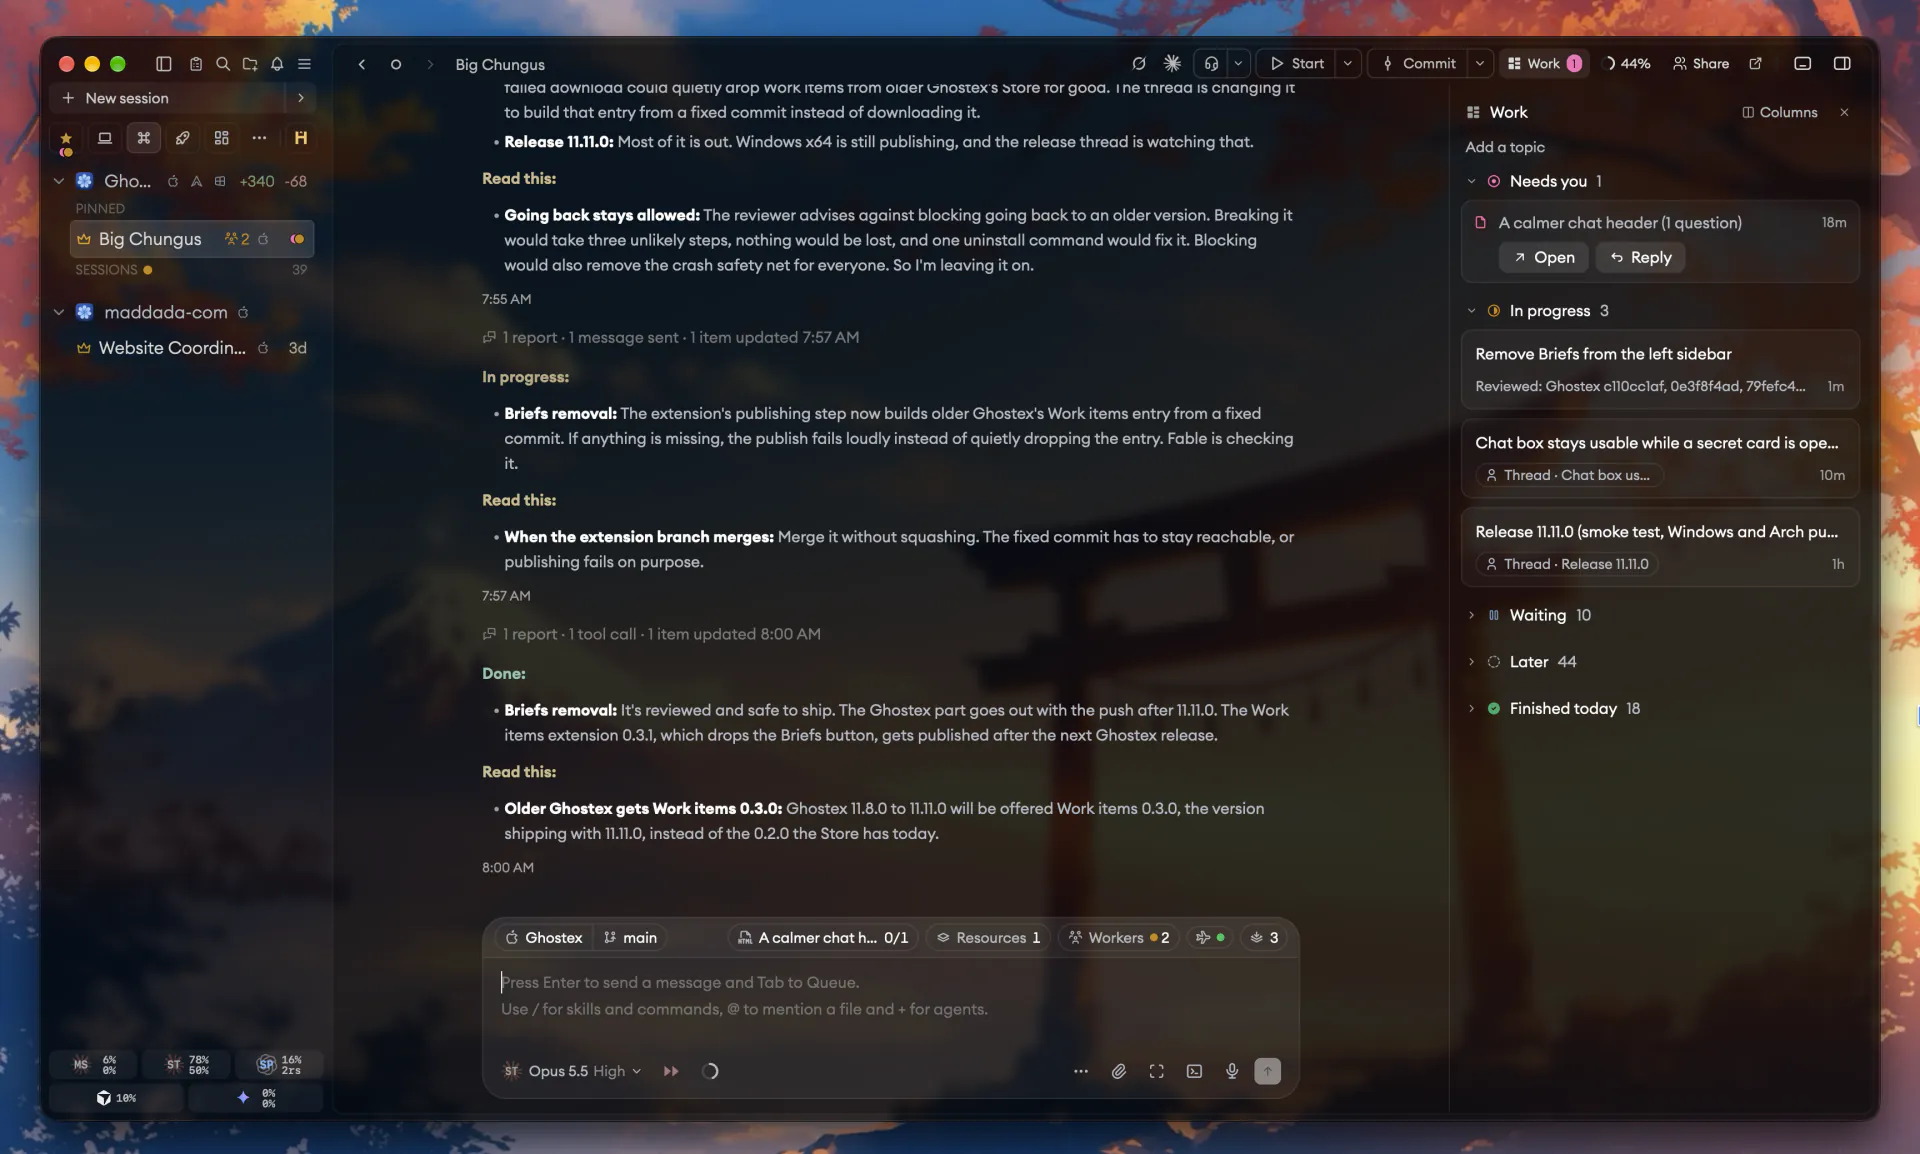 Big Chungus
Start
Commit
Work 1
44%
Share
New session
H
Gho... +340 -68
PINNED
Big Chungus 2
SESSIONS 39
maddada-com
Website Coordin... 3d
MS 6% 0%
ST 78% 50%
SP 16% 2rs
10%
0% 0%
failed download could quietly drop Work items from older Ghostex's Store for good. The thread is changing it
to build that entry from a fixed commit instead of downloading it.
• Release 11.11.0: Most of it is out. Windows x64 is still publishing, and the release thread is watching that.
Read this:
• Going back stays allowed: The reviewer advises against blocking going back to an older version. Breaking it
would take three unlikely steps, nothing would be lost, and one uninstall command would fix it. Blocking
would also remove the crash safety net for everyone. So I'm leaving it on.
7:55 AM
1 report · 1 message sent · 1 item updated 7:57 AM
In progress:
• Briefs removal: The extension's publishing step now builds older Ghostex's Work items entry from a fixed
commit. If anything is missing, the publish fails loudly instead of quietly dropping the entry. Fable is checking
it.
Read this:
• When the extension branch merges: Merge it without squashing. The fixed commit has to stay reachable, or
publishing fails on purpose.
7:57 AM
1 report · 1 tool call · 1 item updated 8:00 AM
Done:
• Briefs removal: It's reviewed and safe to ship. The Ghostex part goes out with the push after 11.11.0. The Work
items extension 0.3.1, which drops the Briefs button, gets published after the next Ghostex release.
Read this:
• Older Ghostex gets Work items 0.3.0: Ghostex 11.8.0 to 11.11.0 will be offered Work items 0.3.0, the version
shipping with 11.11.0, instead of the 0.2.0 the Store has today.
8:00 AM
Ghostex main
HTML A calmer chat h... 0/1
Resources 1
Workers 2
3
Press Enter to send a message and Tab to Queue.
Use / for skills and commands, @ to mention a file and + for agents.
ST Opus 5.5 High
Work
Columns
Add a topic
Needs you 1
A calmer chat header (1 question) 18m
Open Reply
In progress 3
Remove Briefs from the left sidebar
Reviewed: Ghostex c110cc1af, 0e3f8f4ad, 79fefc4... 1m
Chat box stays usable while a secret card is ope...
Thread · Chat box us... 10m
Release 11.11.0 (smoke test, Windows and Arch pu...
Thread · Release 11.11.0 1h
Waiting 10
Later 44
Finished today 18